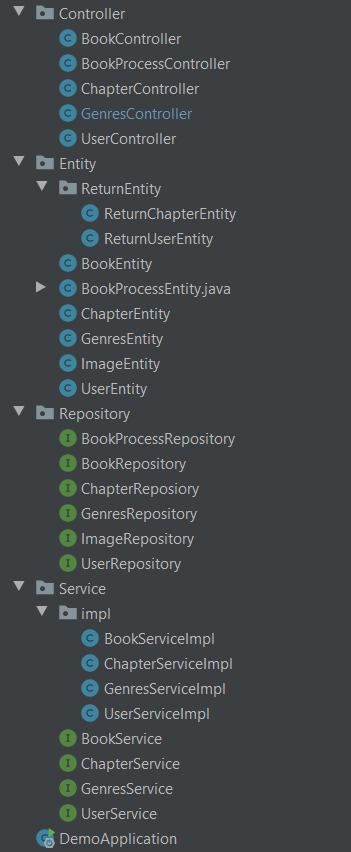 Controller
BookController
BookProcessController
ChapterController
GenresController
UserController
Entity
ReturnEntity
ReturnChapterEntity
ReturnUserEntity
BookEntity
BookProcessEntity.java
ChapterEntity
GenresEntity
ImageEntity
UserEntity
Repository
BookProcessRepository
BookRepository
ChapterReposiory
GenresRepository
ImageRepository
UserRepository
Service
impl
BookServiceImpl
ChapterServiceImpl
GenresServiceImpl
UserServiceImpl
BookService
ChapterService
GenresService
UserService
DemoApplication